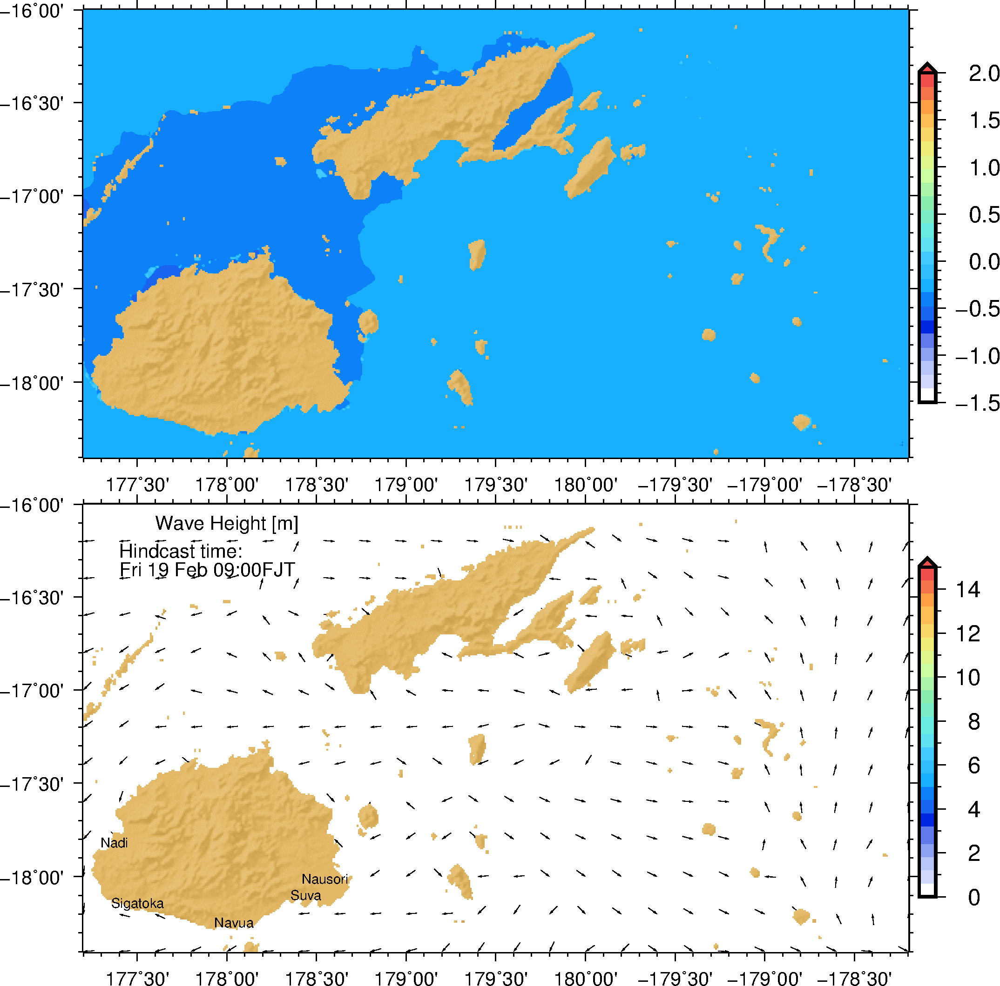 −16˚00'
−16˚30'
−17˚00'
−17˚30'
−18˚00'
2.0
1.5
1.0
0.5
0.0
−0.5
−1.0
−1.5
177˚30' 178˚00' 178˚30' 179˚00' 179˚30' 180˚00' −179˚30' −179˚00' −178˚30'
−16˚00'
−16˚30'
−17˚00'
−17˚30'
−18˚00'
Wave Height [m]
Hindcast time:
Fri 19 Feb 09:00FJT
Nadi
Nausori
Suva
Sigatoka
Navua
14
12
10
8
6
4
2
0
177˚30' 178˚00' 178˚30' 179˚00' 179˚30' 180˚00' −179˚30' −179˚00' −178˚30'